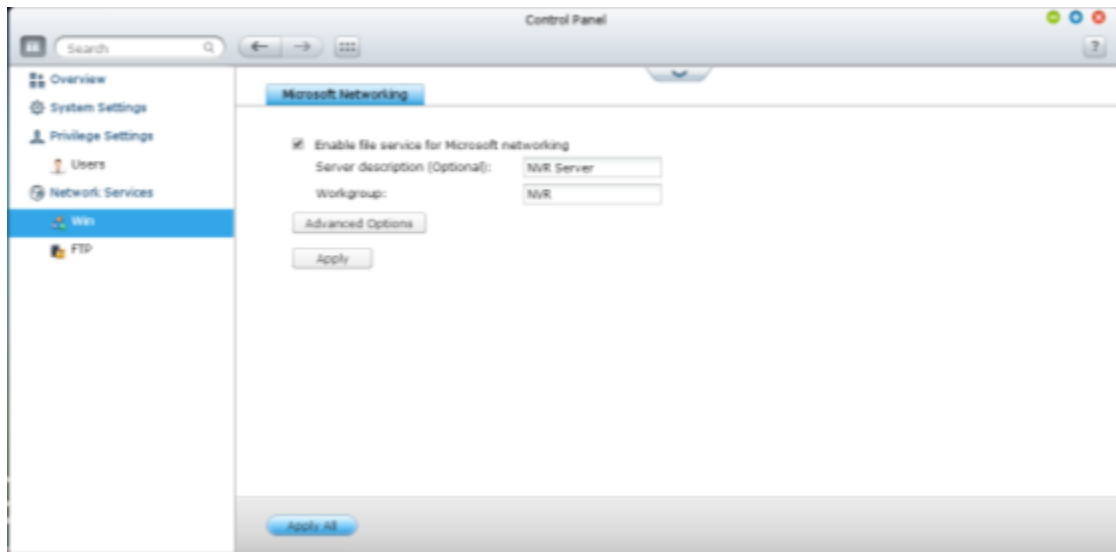 Control Panel
Search
?
Overview
System Settings
Privilege Settings
Users
Network Services
Win
FTP
Microsoft Networking
Enable file service for Microsoft networking
Server description (Optional):
NVR Server
Workgroup:
NVR
Advanced Options
Apply
Apply All